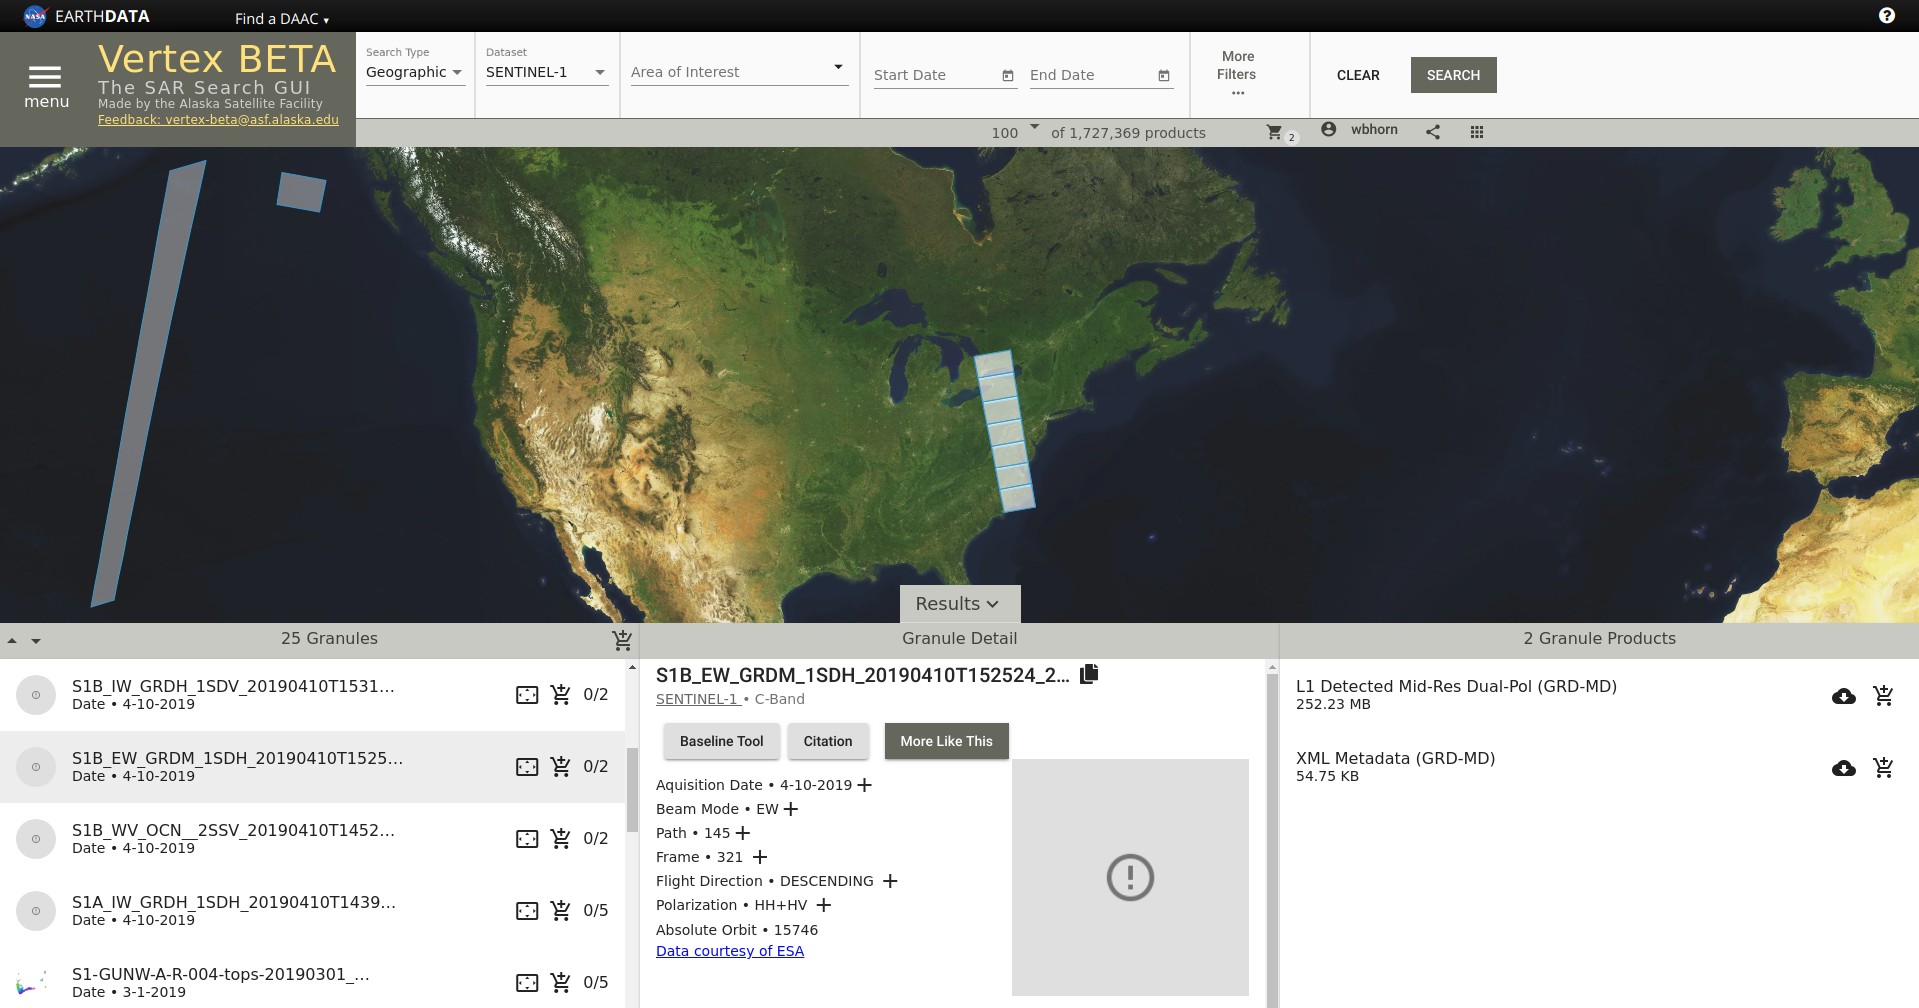 NASA EARTHDATA Find a DAAC ▾ ?
Vertex BETA
The SAR Search GUI
Made by the Alaska Satellite Facility
Feedback: vertex-beta@asf.alaska.edu
menu
Search Type
Geographic
Dataset
SENTINEL-1
Area of Interest
Start Date
End Date
More
Filters
...
CLEAR
SEARCH
100 of 1,727,369 products
2
wbhorn
Results
25 Granules
S1B_IW_GRDH_1SDV_20190410T1531...
Date • 4-10-2019
0/2
S1B_EW_GRDM_1SDH_20190410T1525...
Date • 4-10-2019
0/2
S1B_WV_OCN__2SSV_20190410T1452...
Date • 4-10-2019
0/2
S1A_IW_GRDH_1SDH_20190410T1439...
Date • 4-10-2019
0/5
S1-GUNW-A-R-004-tops-20190301_...
Date • 3-1-2019
0/5
Granule Detail
S1B_EW_GRDM_1SDH_20190410T152524_2...
SENTINEL-1 • C-Band
Baseline Tool
Citation
More Like This
Aquisition Date • 4-10-2019 +
Beam Mode • EW +
Path • 145 +
Frame • 321 +
Flight Direction • DESCENDING +
Polarization • HH+HV +
Absolute Orbit • 15746
Data courtesy of ESA
2 Granule Products
L1 Detected Mid-Res Dual-Pol (GRD-MD)
252.23 MB
XML Metadata (GRD-MD)
54.75 KB